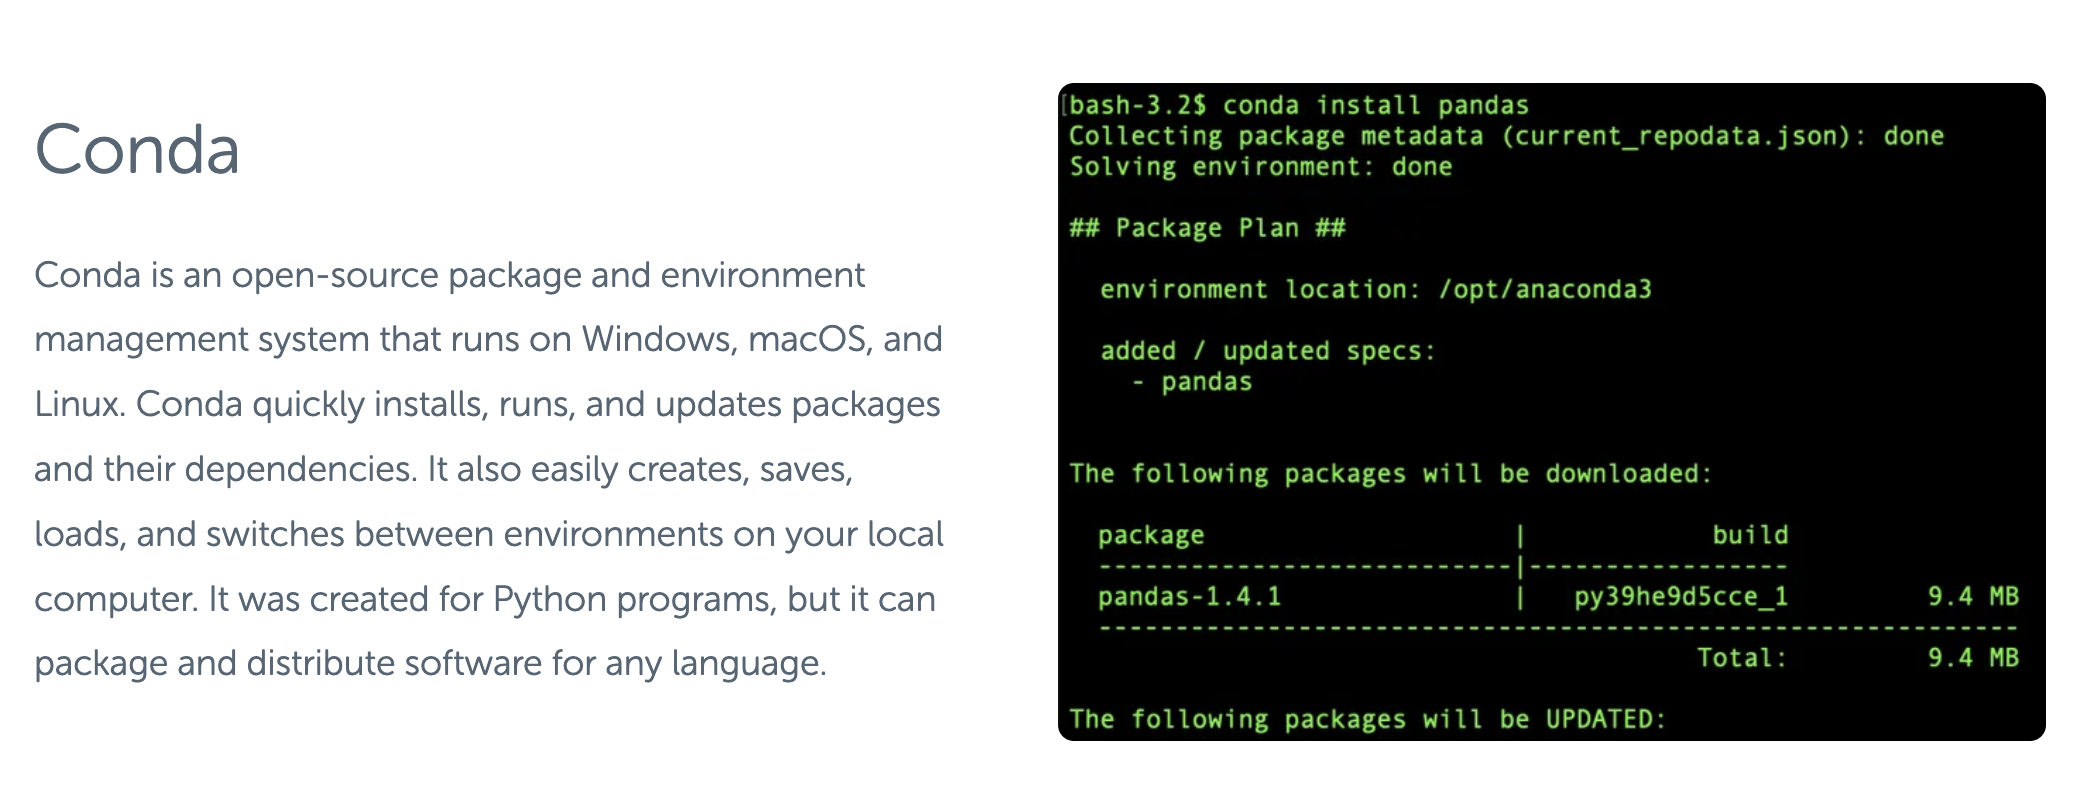 Conda
Conda is an open-source package and environment
management system that runs on Windows, macOS, and
Linux. Conda quickly installs, runs, and updates packages
and their dependencies. It also easily creates, saves,
loads, and switches between environments on your local
computer. It was created for Python programs, but it can
package and distribute software for any language.
[bash-3.2$ conda install pandas
Collecting package metadata (current_repodata.json): done
Solving environment: done
## Package Plan ##
environment location: /opt/anaconda3
added / updated specs:
- pandas
The following packages will be downloaded:
package | build
---------------------------|-----------------
pandas-1.4.1 | py39he9d5cce_1 9.4 MB
------------------------------------------------------------
Total: 9.4 MB
The following packages will be UPDATED: